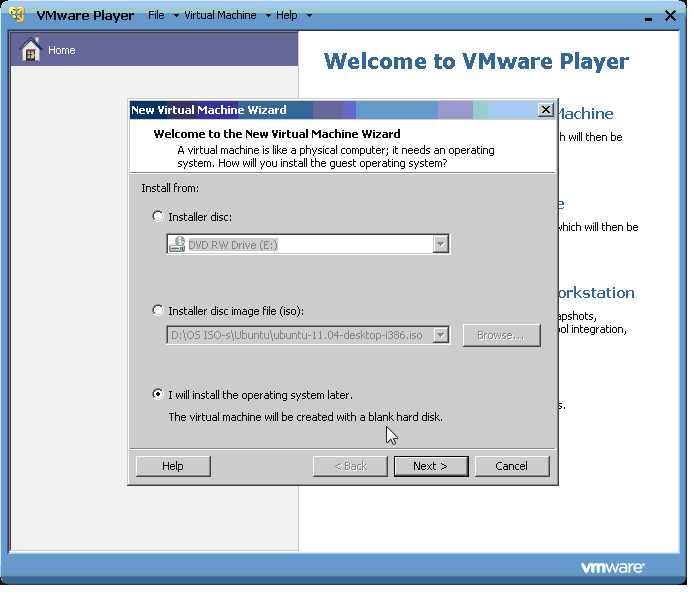 VMware Player File Virtual Machine Help
Home
Welcome to VMware Player
Machine
which will then be
New Virtual Machine Wizard
Welcome to the New Virtual Machine Wizard
A virtual machine is like a physical computer; it needs an operating
system. How will you install the guest operating system?
Install from:
Installer disc:
which will then be
DVD RW Drive (E:)
orkstation
Installer disc image file (iso):
apshots,
ool integration,
D:\OS ISO-s\Ubuntu\ubuntu-11.04-desktop-i386.iso
Browse...
I will install the operating system later.
s.
The virtual machine will be created with a blank hard disk.
Help
< Back
Next >
Cancel
vmware